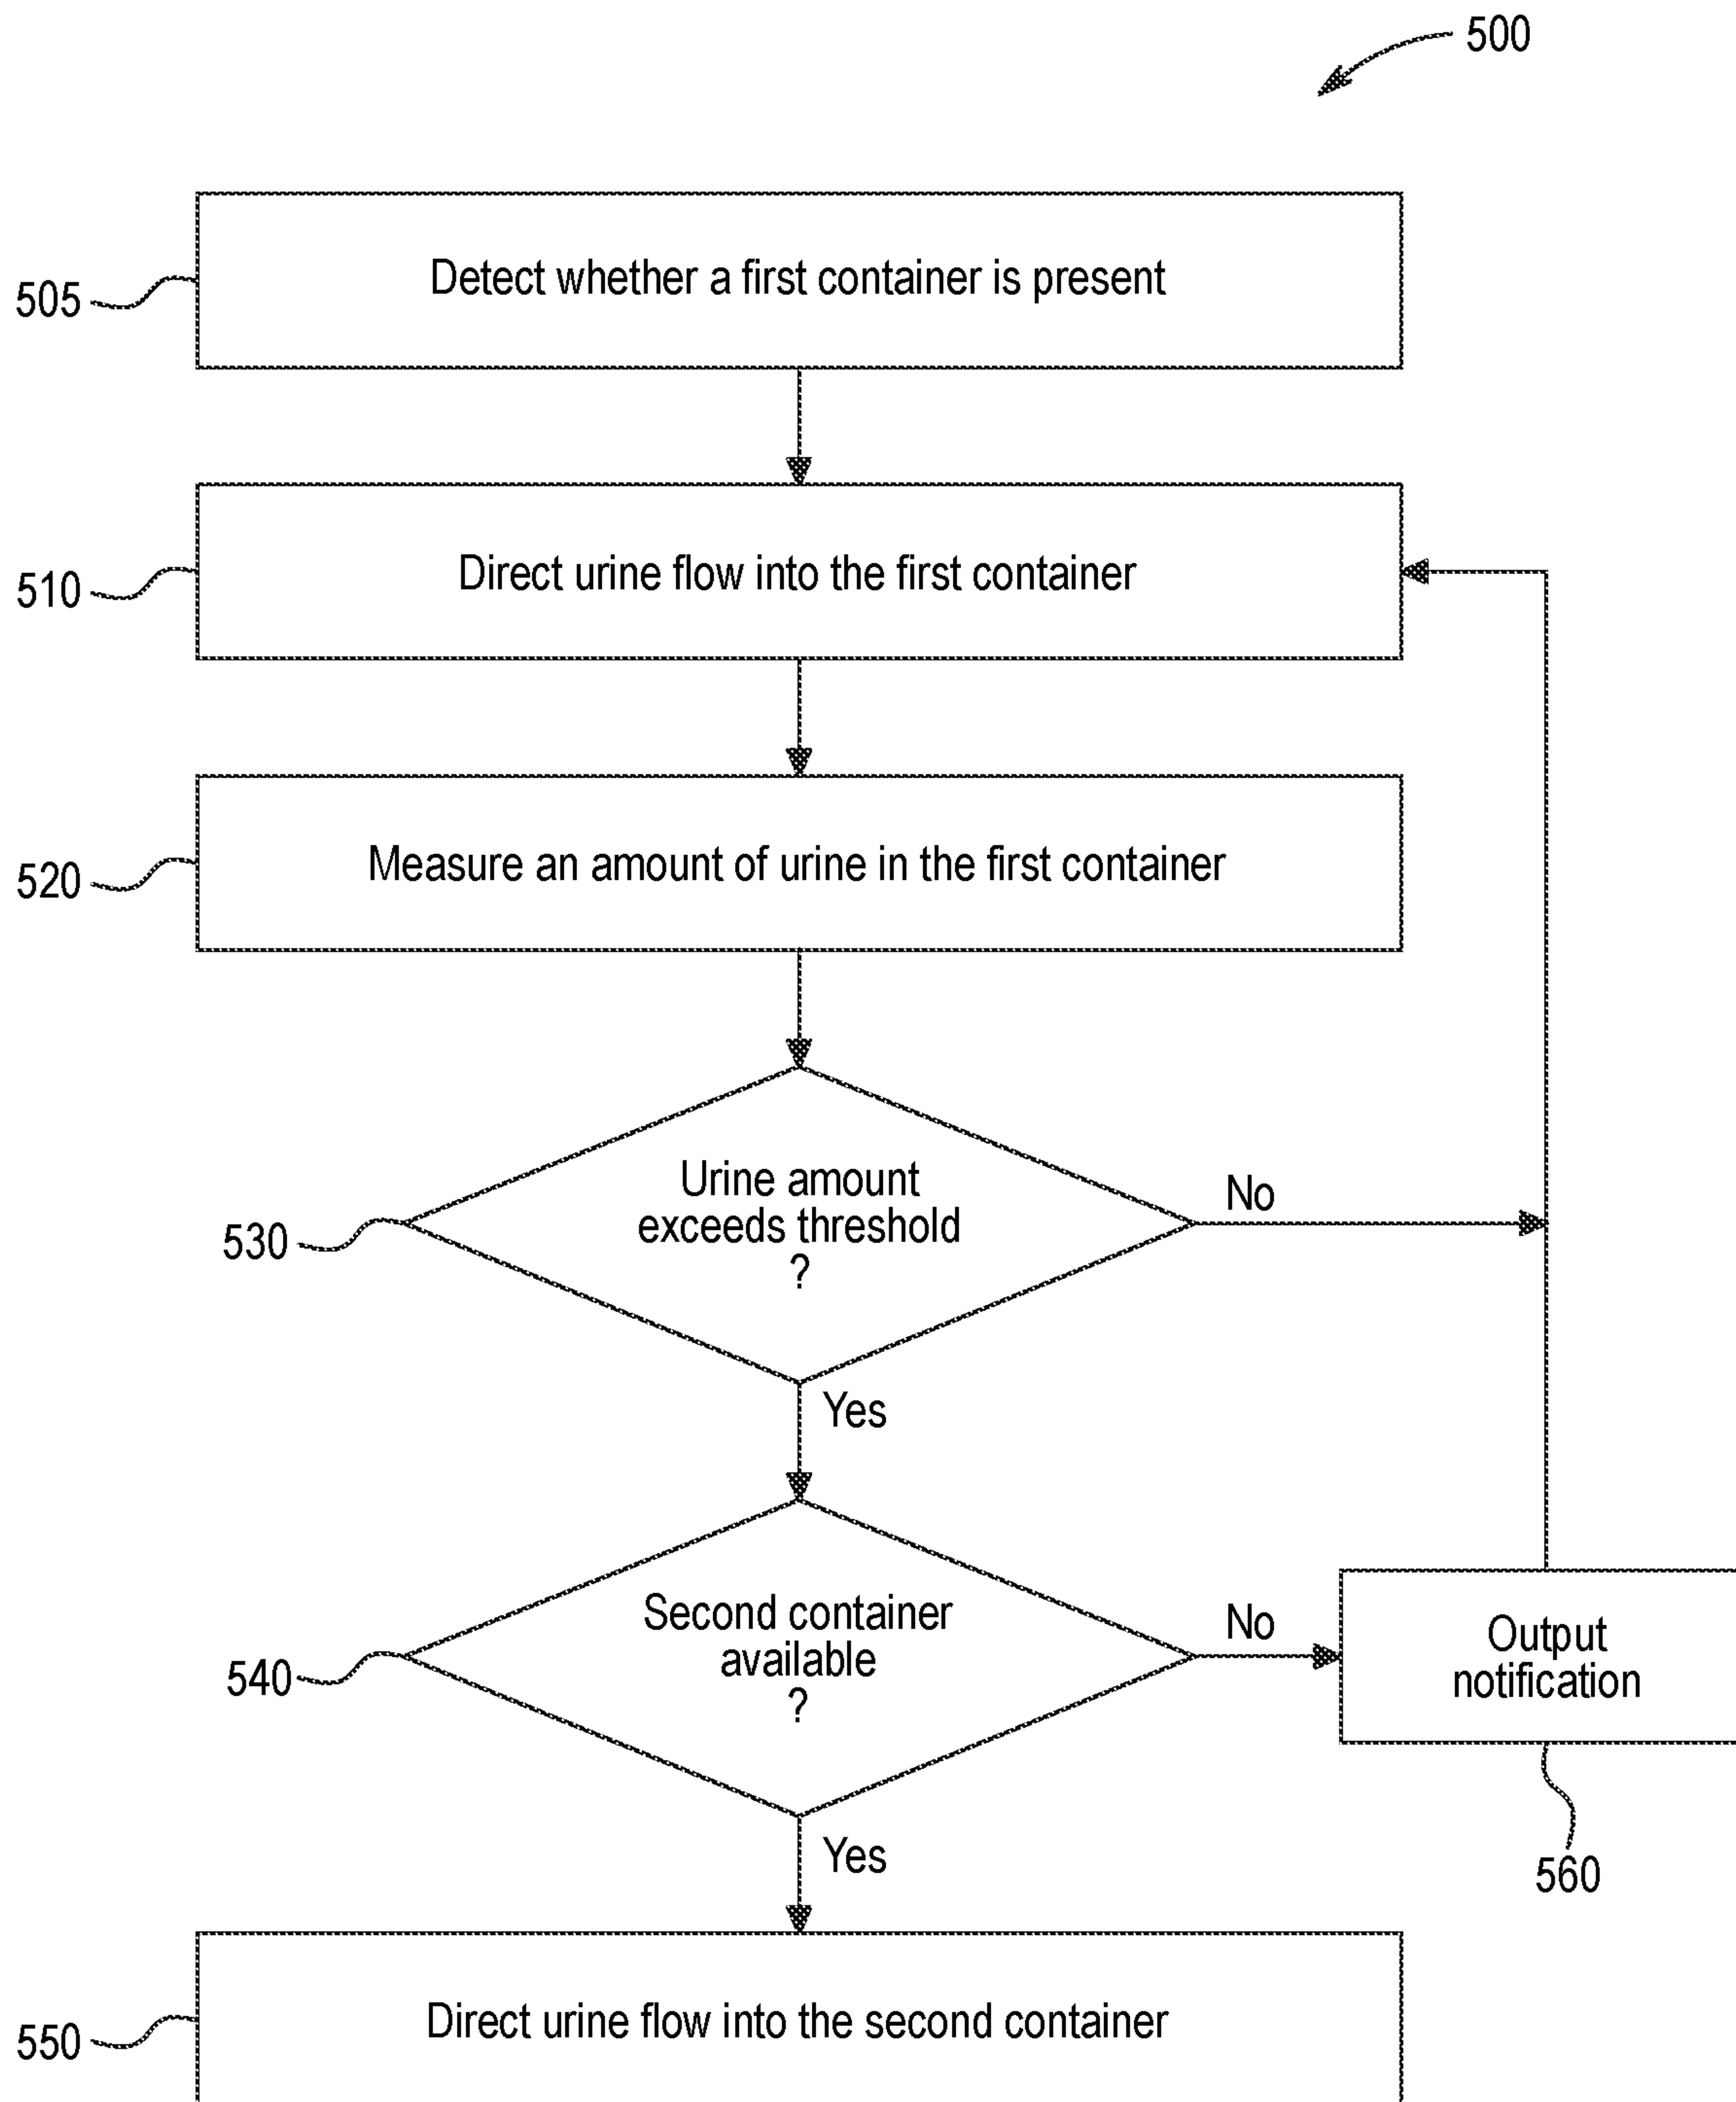 500
505
Detect whether a first container is present
510
Direct urine flow into the first container
520
Measure an amount of urine in the first container
530
Urine amount
exceeds threshold
?
No
Yes
540
Second container
available
?
No
Output
notification
560
Yes
550
Direct urine flow into the second container